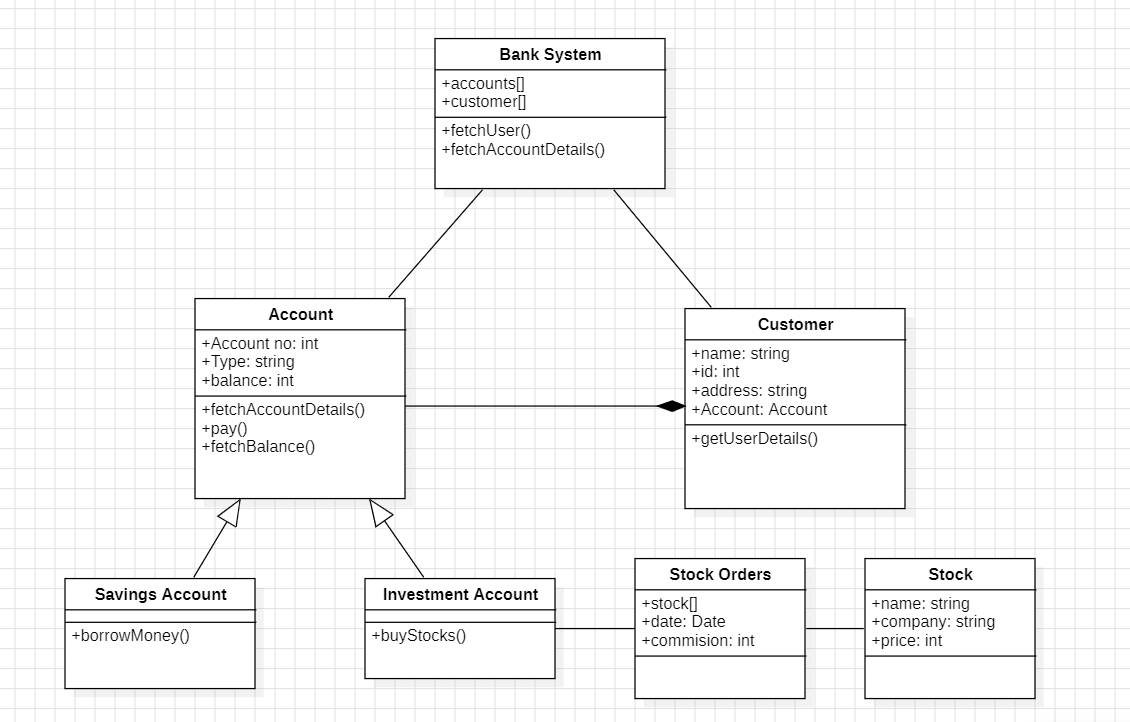 Bank System
+accounts[]
+customer[]
+fetchUser()
+fetchAccountDetails()
Account
+Account no: int
+Type: string
+balance: int
+fetchAccountDetails()
+pay()
+fetchBalance()
Customer
+name: string
+id: int
+address: string
+Account: Account
+getUserDetails()
Savings Account
+borrowMoney()
Investment Account
+buyStocks()
Stock Orders
+stock[]
+date: Date
+commision: int
Stock
+name: string
+company: string
+price: int